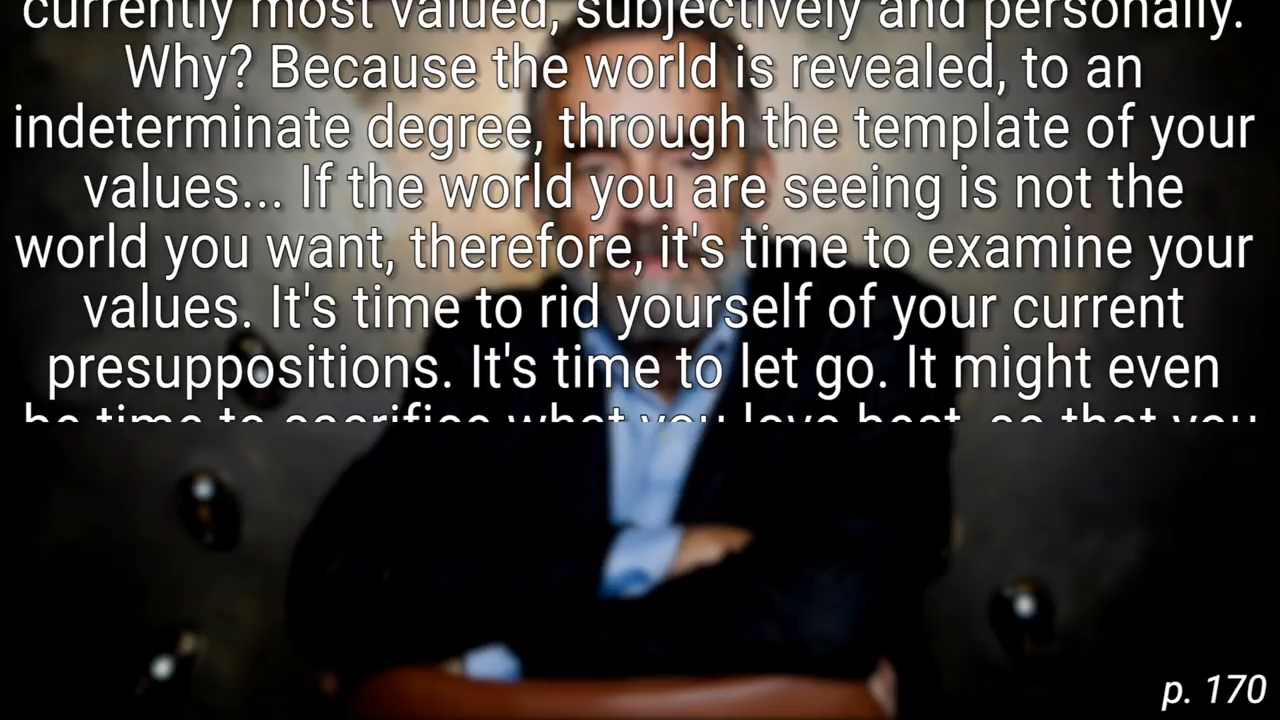 currently most valued, subjectively and personally.
Why? Because the world is revealed, to an
indeterminate degree, through the template of your
values... If the world you are seeing is not the
world you want, therefore, it's time to examine your
values. It's time to rid yourself of your current
presuppositions. It's time to let go. It might even
be time to sacrifice what you love best, so that you
p. 170